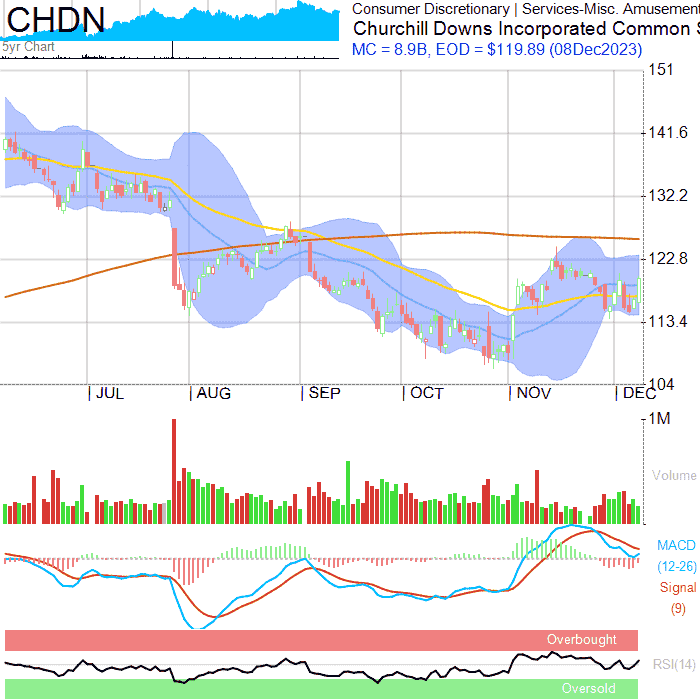 CHDN
5yr Chart
Consumer Discretionary | Services-Misc. Amusement
Churchill Downs Incorporated Common S
MC = 8.9B, EOD = $119.89 (08Dec2023)
151
141.6
132.2
122.8
113.4
104
JUL AUG SEP OCT NOV DEC
1M
Volume
MACD
(12-26)
Signal
(9)
Overbought
RSI(14)
Oversold